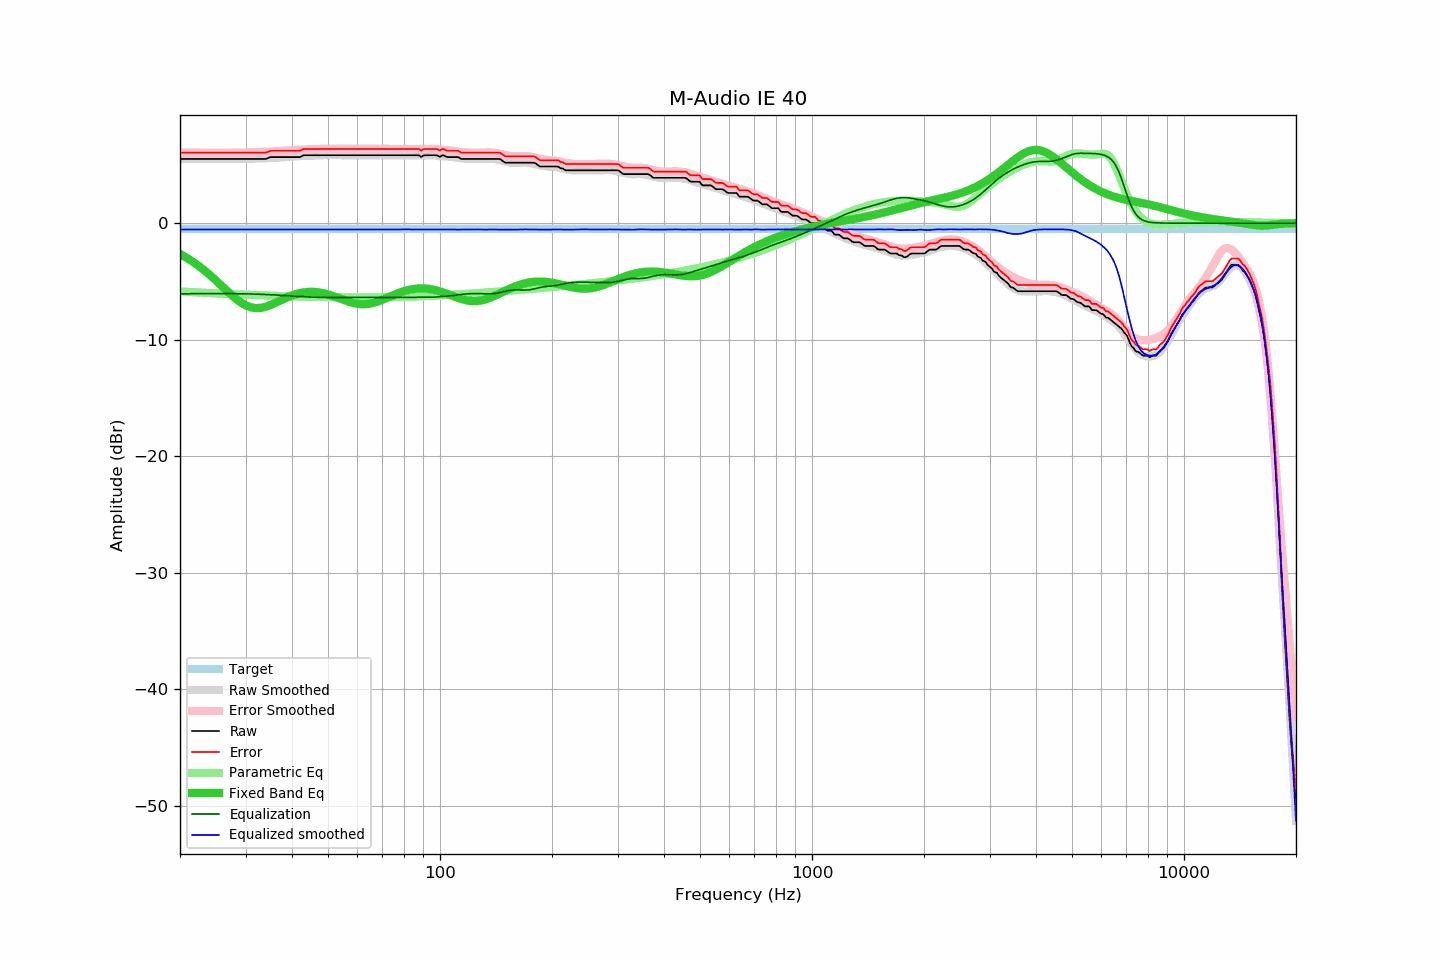 M-Audio IE 40
0
−10
−20
−30
−40
−50
Amplitude (dBr)
Target
Raw Smoothed
Error Smoothed
Raw
Error
Parametric Eq
Fixed Band Eq
Equalization
Equalized smoothed
100
1000
10000
Frequency (Hz)